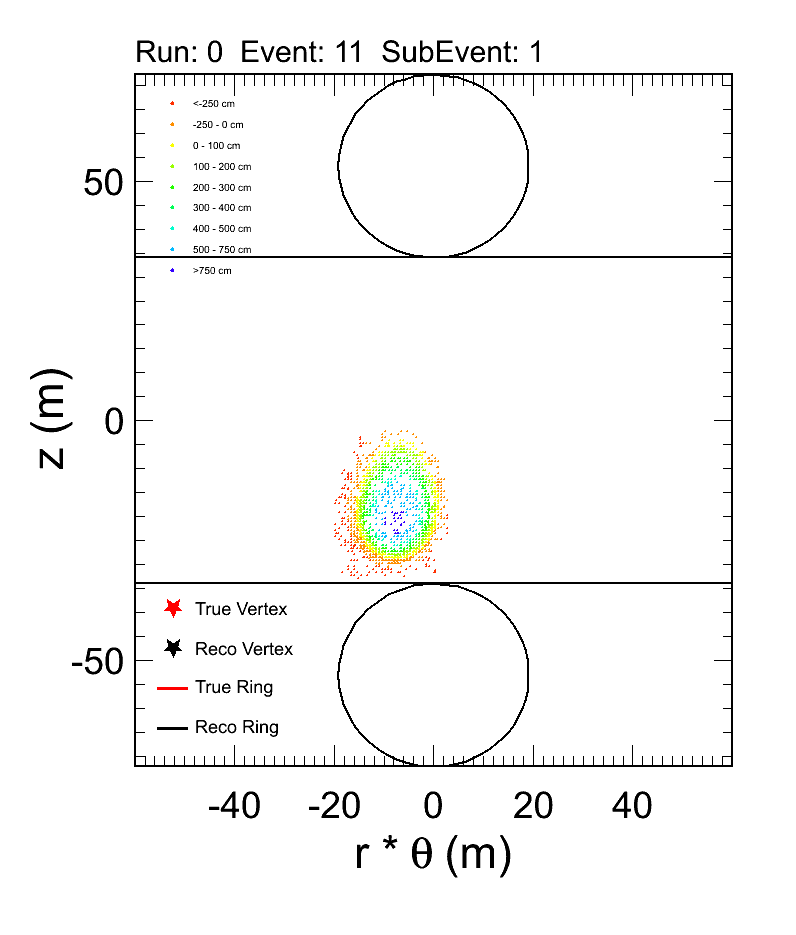 Run: 0  Event: 11  SubEvent: 1
<-250 cm
-250 - 0 cm
0 - 100 cm
100 - 200 cm
200 - 300 cm
300 - 400 cm
400 - 500 cm
500 - 750 cm
>750 cm
50
0
-50
z (m)
True Vertex
Reco Vertex
True Ring
Reco Ring
-40 -20 0 20 40
r * θ (m)